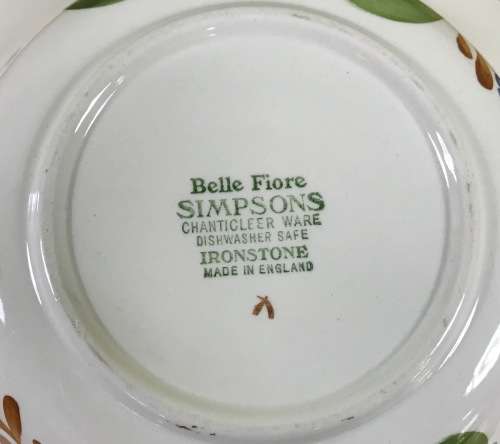 Belle Fiore
SIMPSONS
CHANTICLEER WARE
DISHWASHER SAFE
IRONSTONE
MADE IN ENGLAND